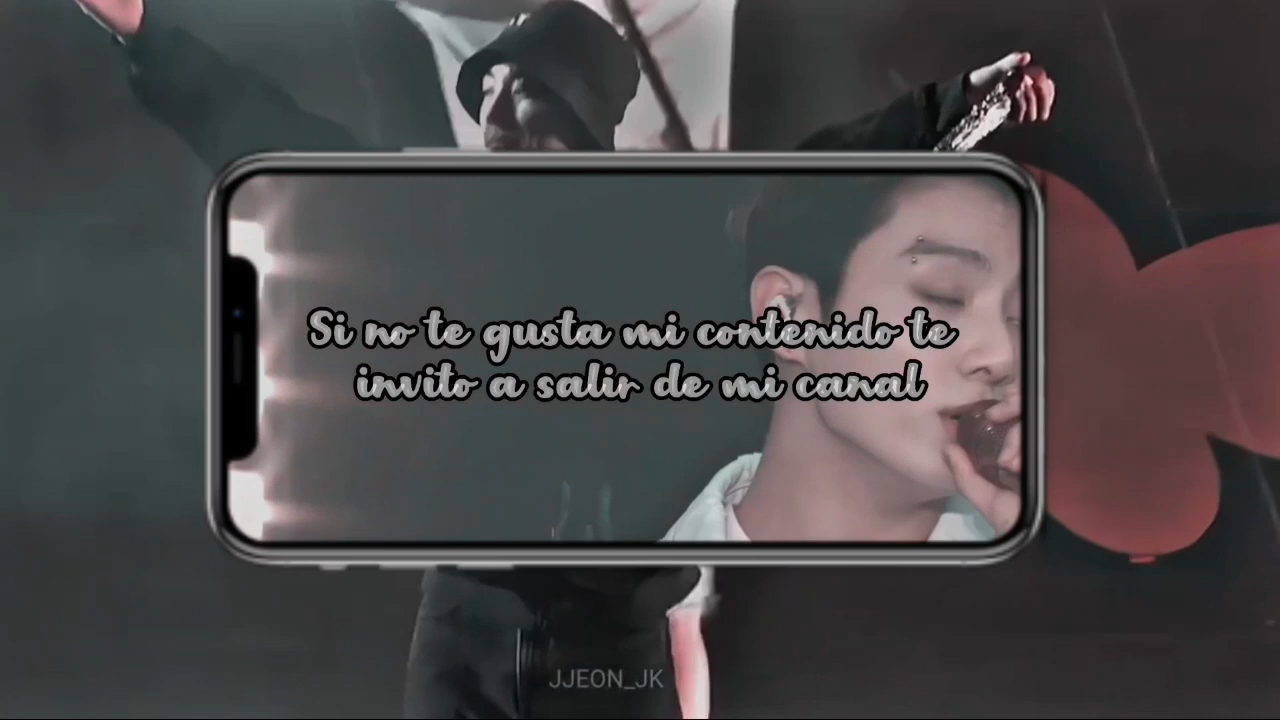 Si no te gusta mi contenido te
invito a salir de mi canal
JJEON_JK